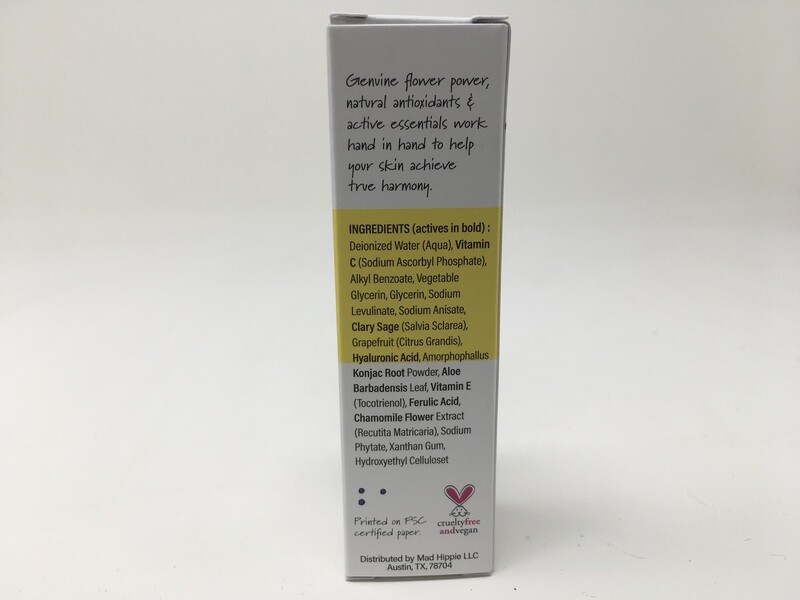 Genuine flower power,
natural antioxidants &
active essentials work
hand in hand to help
your skin achieve
true harmony.
INGREDIENTS (actives in bold) :
Deionized Water (Aqua), Vitamin
C (Sodium Ascorbyl Phosphate),
Alkyl Benzoate, Vegetable
Glycerin, Glycerin, Sodium
Levulinate, Sodium Anisate,
Clary Sage (Salvia Sclarea),
Grapefruit (Citrus Grandis),
Hyaluronic Acid, Amorphophallus
Konjac Root Powder, Aloe
Barbadensis Leaf, Vitamin E
(Tocotrienol), Ferulic Acid,
Chamomile Flower Extract
(Recutita Matricaria), Sodium
Phytate, Xanthan Gum,
Hydroxyethyl Celluloset
Printed on FSC
certified paper.
crueltyfree
andvegan
Distributed by Mad Hippie LLC
Austin, TX, 78704